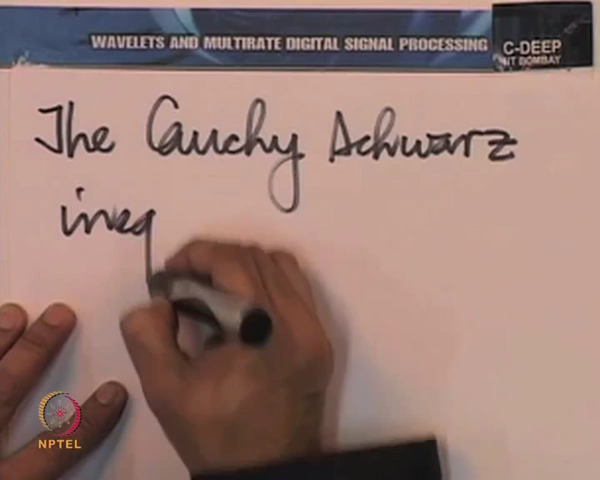 WAVELETS AND MULTIRATE DIGITAL SIGNAL PROCESSING
C-DEEP
IIT BOMBAY
The Cauchy Schwarz
ineq
NPTEL